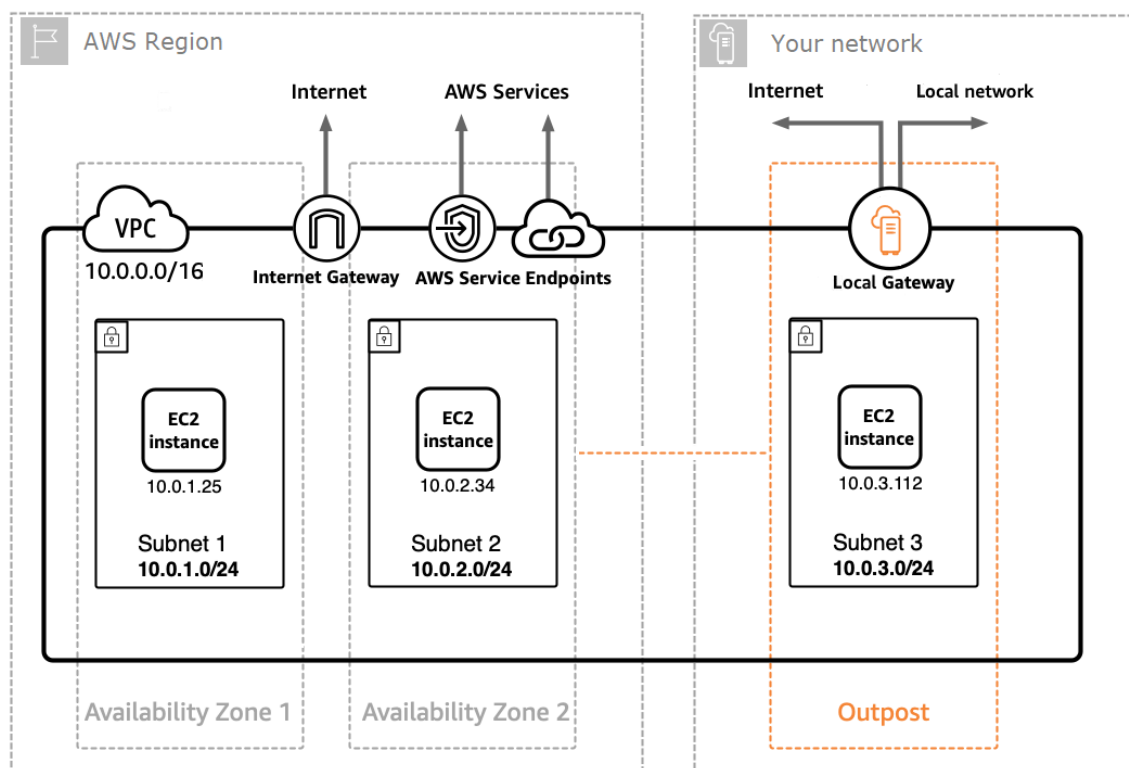 AWS Region
Your network
Internet
AWS Services
Internet
Local network
VPC
10.0.0.0/16
Internet Gateway
AWS Service Endpoints
Local Gateway
EC2
instance
10.0.1.25
Subnet 1
10.0.1.0/24
EC2
instance
10.0.2.34
Subnet 2
10.0.2.0/24
EC2
instance
10.0.3.112
Subnet 3
10.0.3.0/24
Availability Zone 1
Availability Zone 2
Outpost